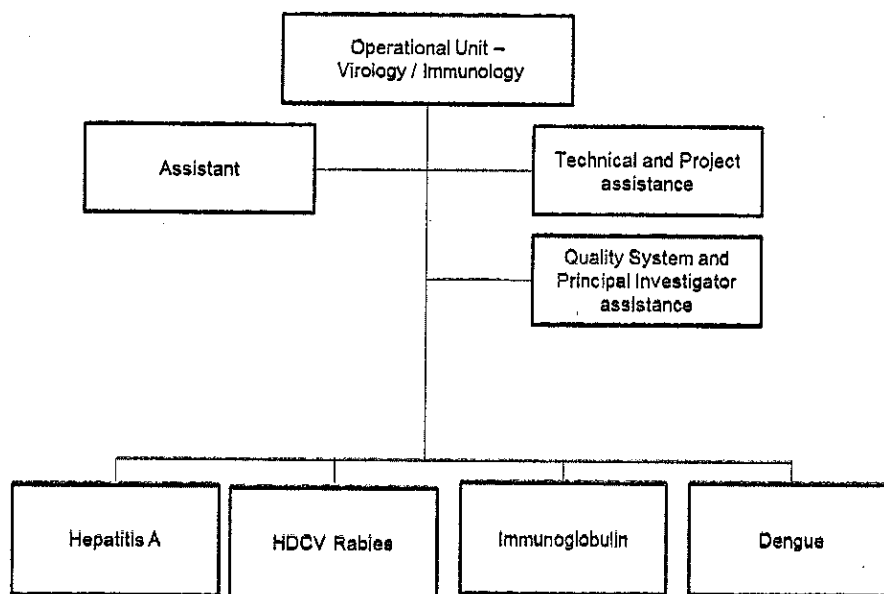 Operational Unit –
Virology / Immunology
Assistant
Technical and Project
assistance
Quality System and
Principal Investigator
assistance
Hepatitis A
HDCV Rabies
Immunoglobulin
Dengue